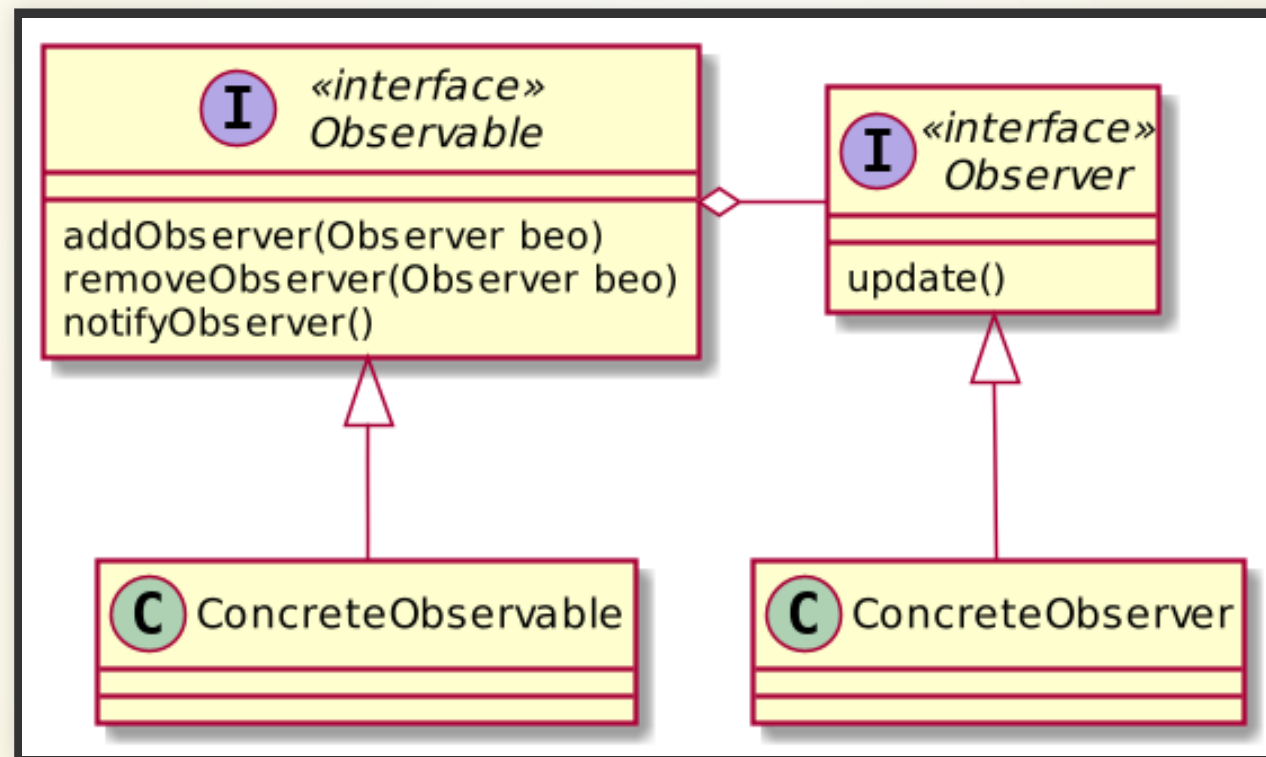 I
«interface»
Observable
addObserver(Observer beo)
removeObserver(Observer beo)
notifyObserver()
I
«interface»
Observer
update()
C ConcreteObservable
C ConcreteObserver